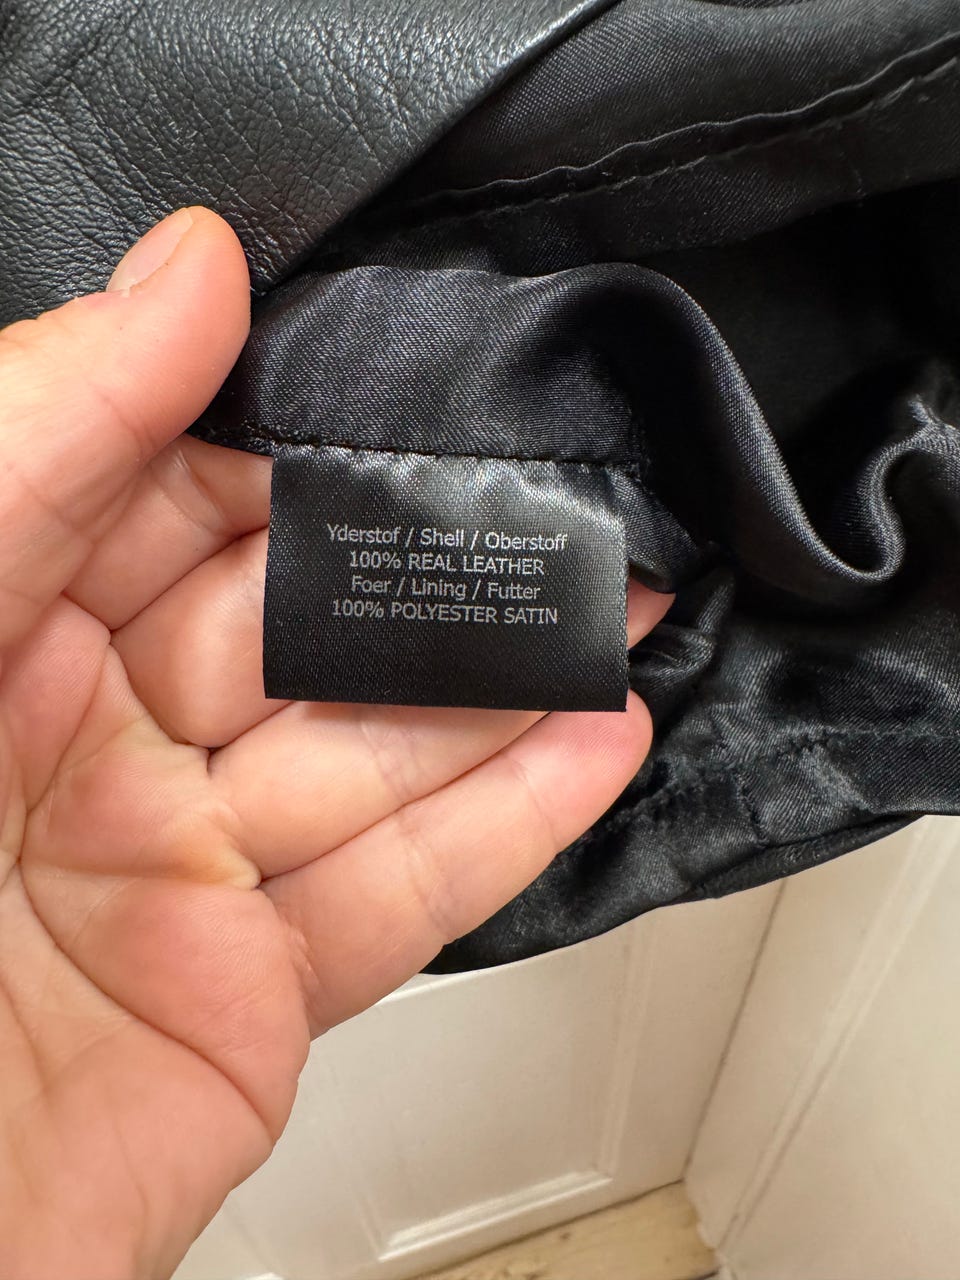 Yderstof / Shell / Oberstoff
100% REAL LEATHER
Foer / Lining / Futter
100% POLYESTER SATIN